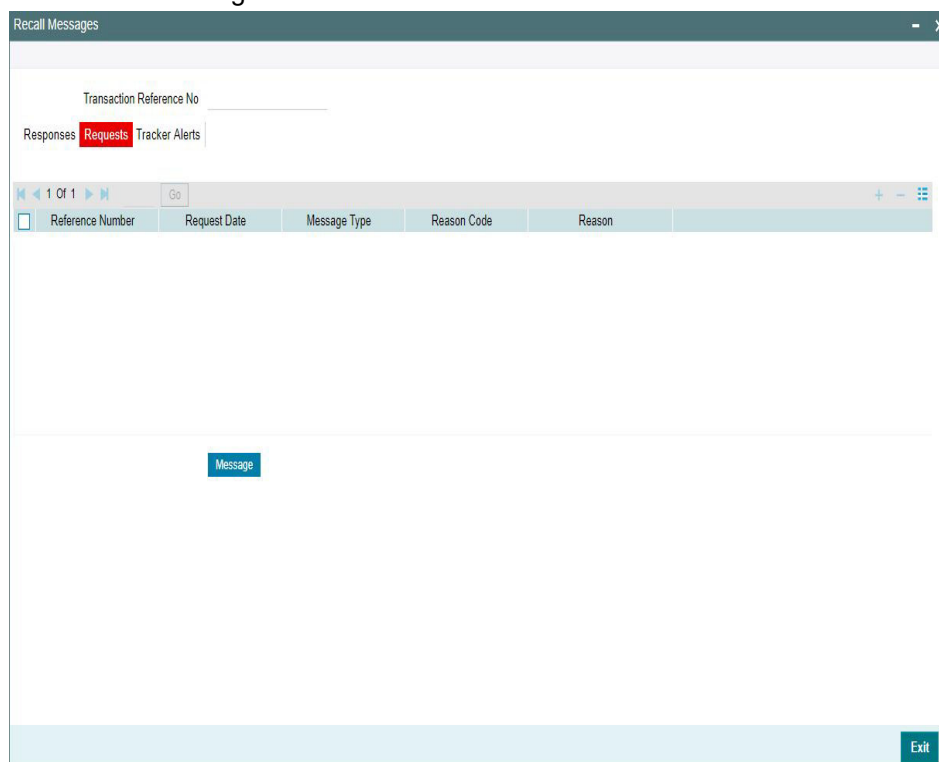 Recall Messages
Transaction Reference No
Responses Requests Tracker Alerts
1 Of 1 Go
Reference Number Request Date Message Type Reason Code Reason
Message
Exit